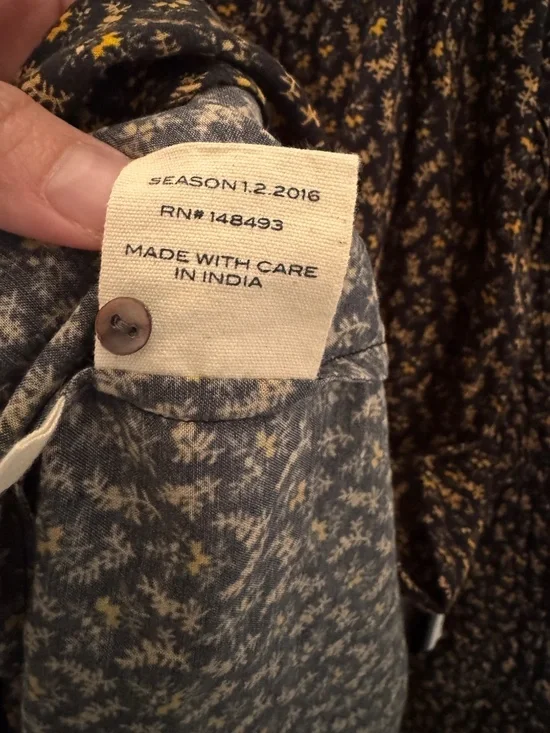 SEASON 1.2.2016
RN# 148493
MADE WITH CARE
IN INDIA